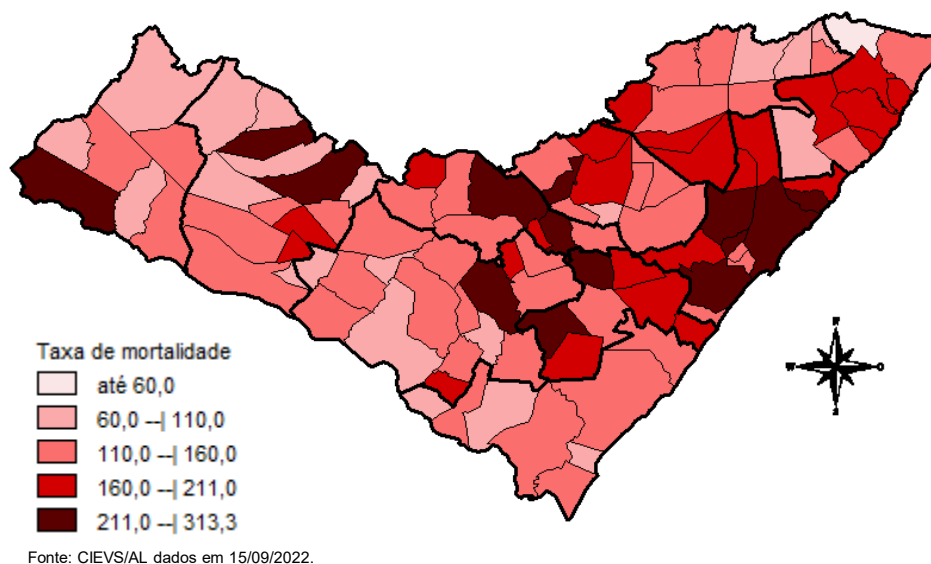 Taxa de mortalidade
até 60,0
60,0 --| 110,0
110,0 --| 160,0
160,0 --| 211,0
211,0 --| 313,3
Fonte: CIEVS/AL dados em 15/09/2022.